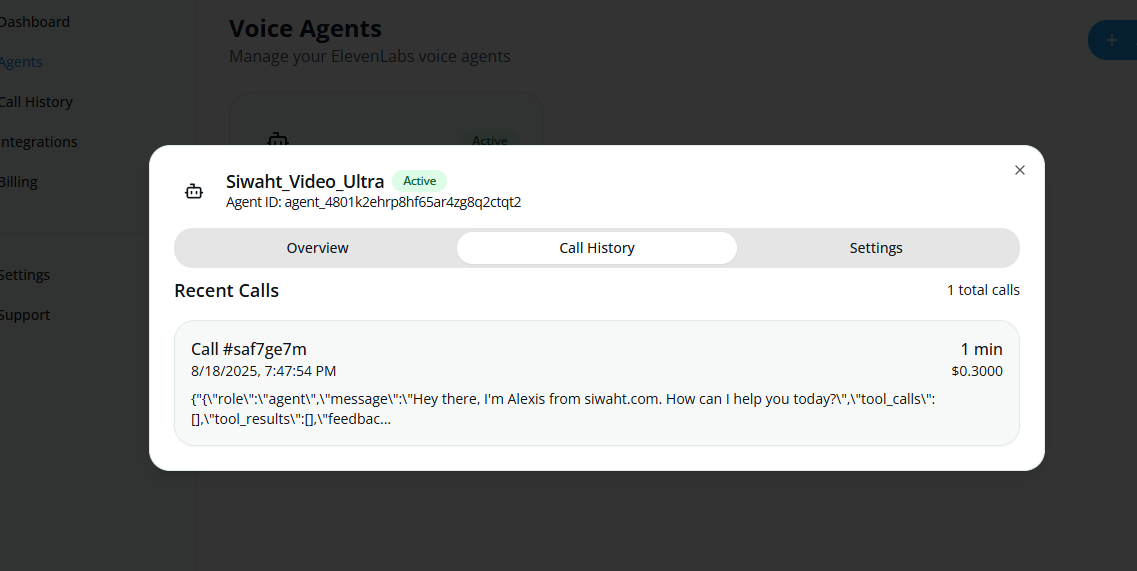 Dashboard
Voice Agents
Agents
Manage your ElevenLabs voice agents
+
Call History
Integrations
Active
Billing
Siwaht_Video_Ultra
Active
Agent ID: agent_4801k2ehrp8hf65ar4zg8q2ctqt2
Overview
Call History
Settings
Settings
Recent Calls
1 total calls
Support
Call #saf7ge7m
1 min
8/18/2025, 7:47:54 PM
$0.3000
{"{\"role\":\"agent\",\"message\":\"Hey there, I'm Alexis from siwaht.com. How can I help you today?\",\"tool_calls\":
[],\"tool_results\":[],\"feedbac...